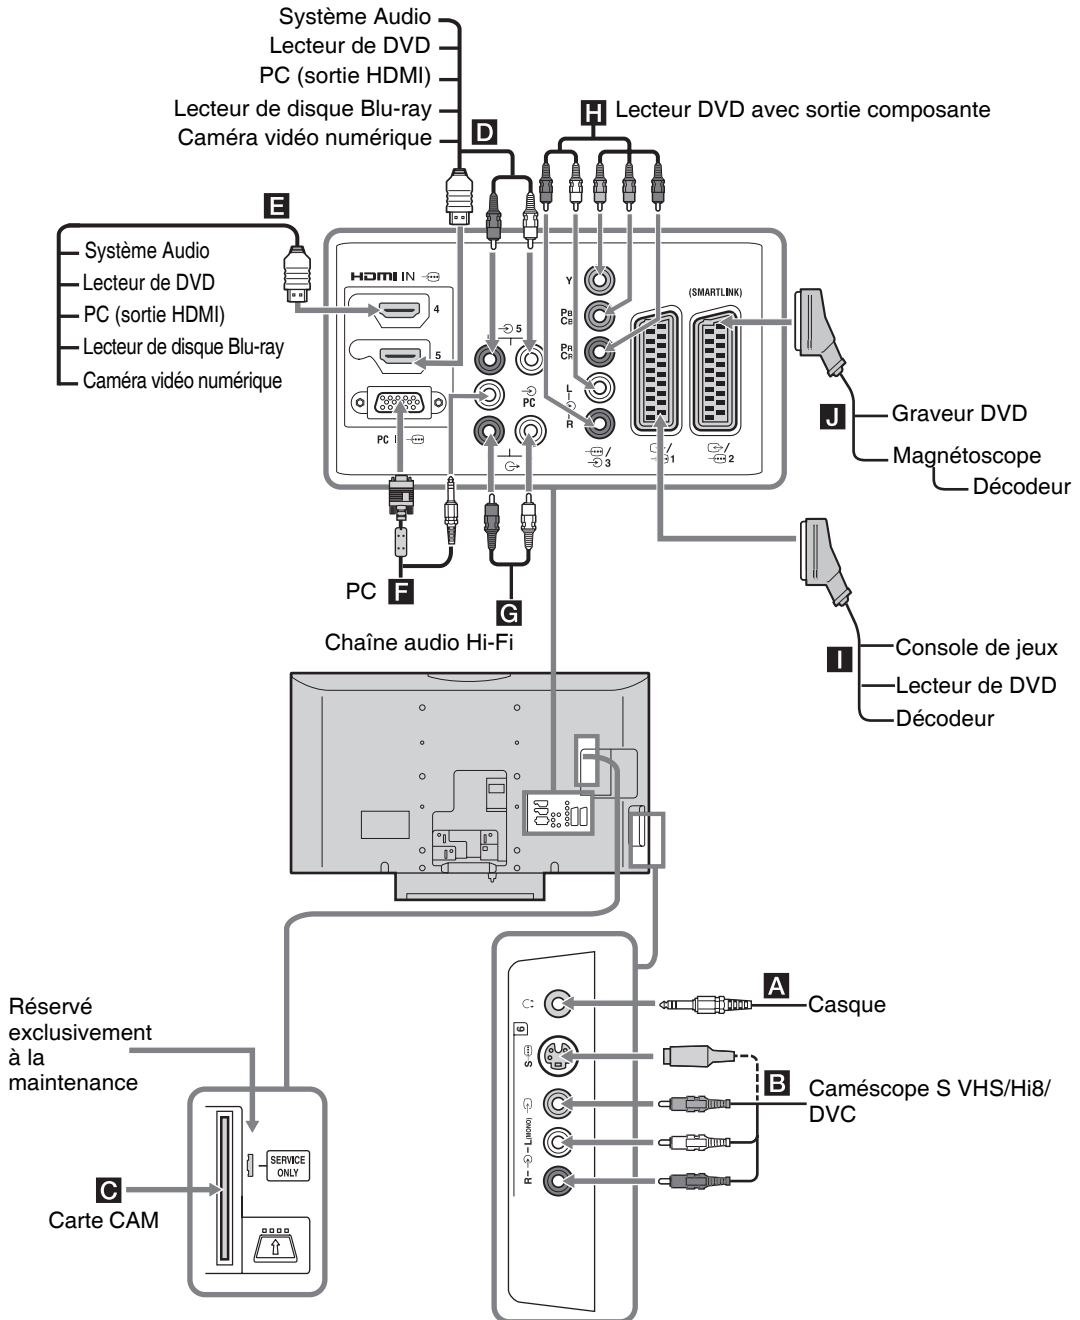 Système Audio
Lecteur de DVD
PC (sortie HDMI)
Lecteur de disque Blu-ray
Caméra vidéo numérique
D
H
Lecteur DVD avec sortie composante
E
Système Audio
Lecteur de DVD
PC (sortie HDMI)
Lecteur de disque Blu-ray
Caméra vidéo numérique
HDMI IN
4
5
5
PC
PC I
Y
PB
CB
PR
CR
L
R
/
3
/
1
(SMARTLINK)
/
2
J
Graveur DVD
Magnétoscope
Décodeur
PC F
G
Chaîne audio Hi-Fi
I
Console de jeux
Lecteur de DVD
Décodeur
Réservé
exclusivement
à la
maintenance
SERVICE
ONLY
C
Carte CAM
6
S
R L(MONO)
A
Casque
B
Caméscope S VHS/Hi8/
DVC